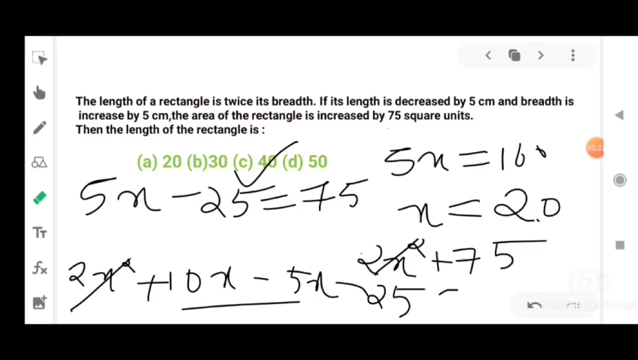 The length of a rectangle is twice its breadth. If its length is decreased by 5 cm and breadth is
increase by 5 cm,the area of the rectangle is increased by 75 square units.
Then the length of the rectangle is :
(a) 20 (b)30 (c) 40 (d) 50
5x = 100
5x - 25 = 75
x = 20
2x² + 75
2x² + 10x - 5x - 25 =
Tт
fx